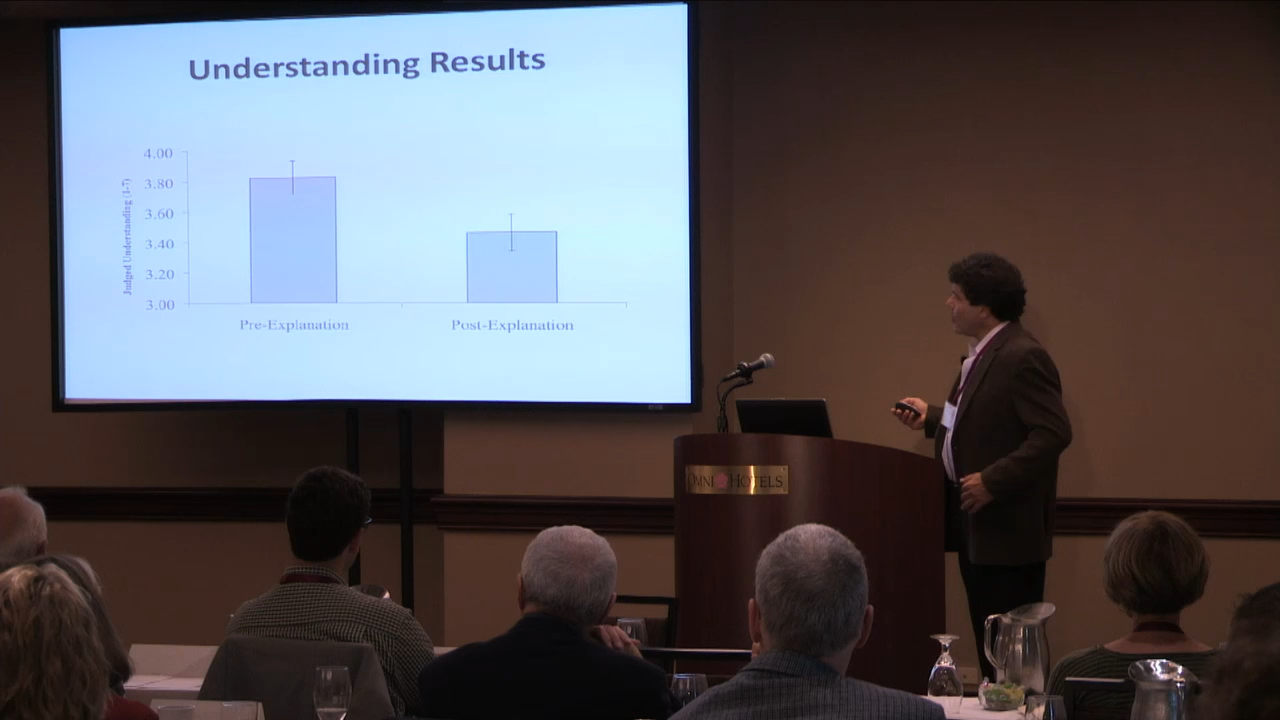 Understanding Results
Judged Understanding (1-7)
4.00
3.80
3.60
3.40
3.20
3.00
Pre-Explanation
Post-Explanation
OMNI HOTELS